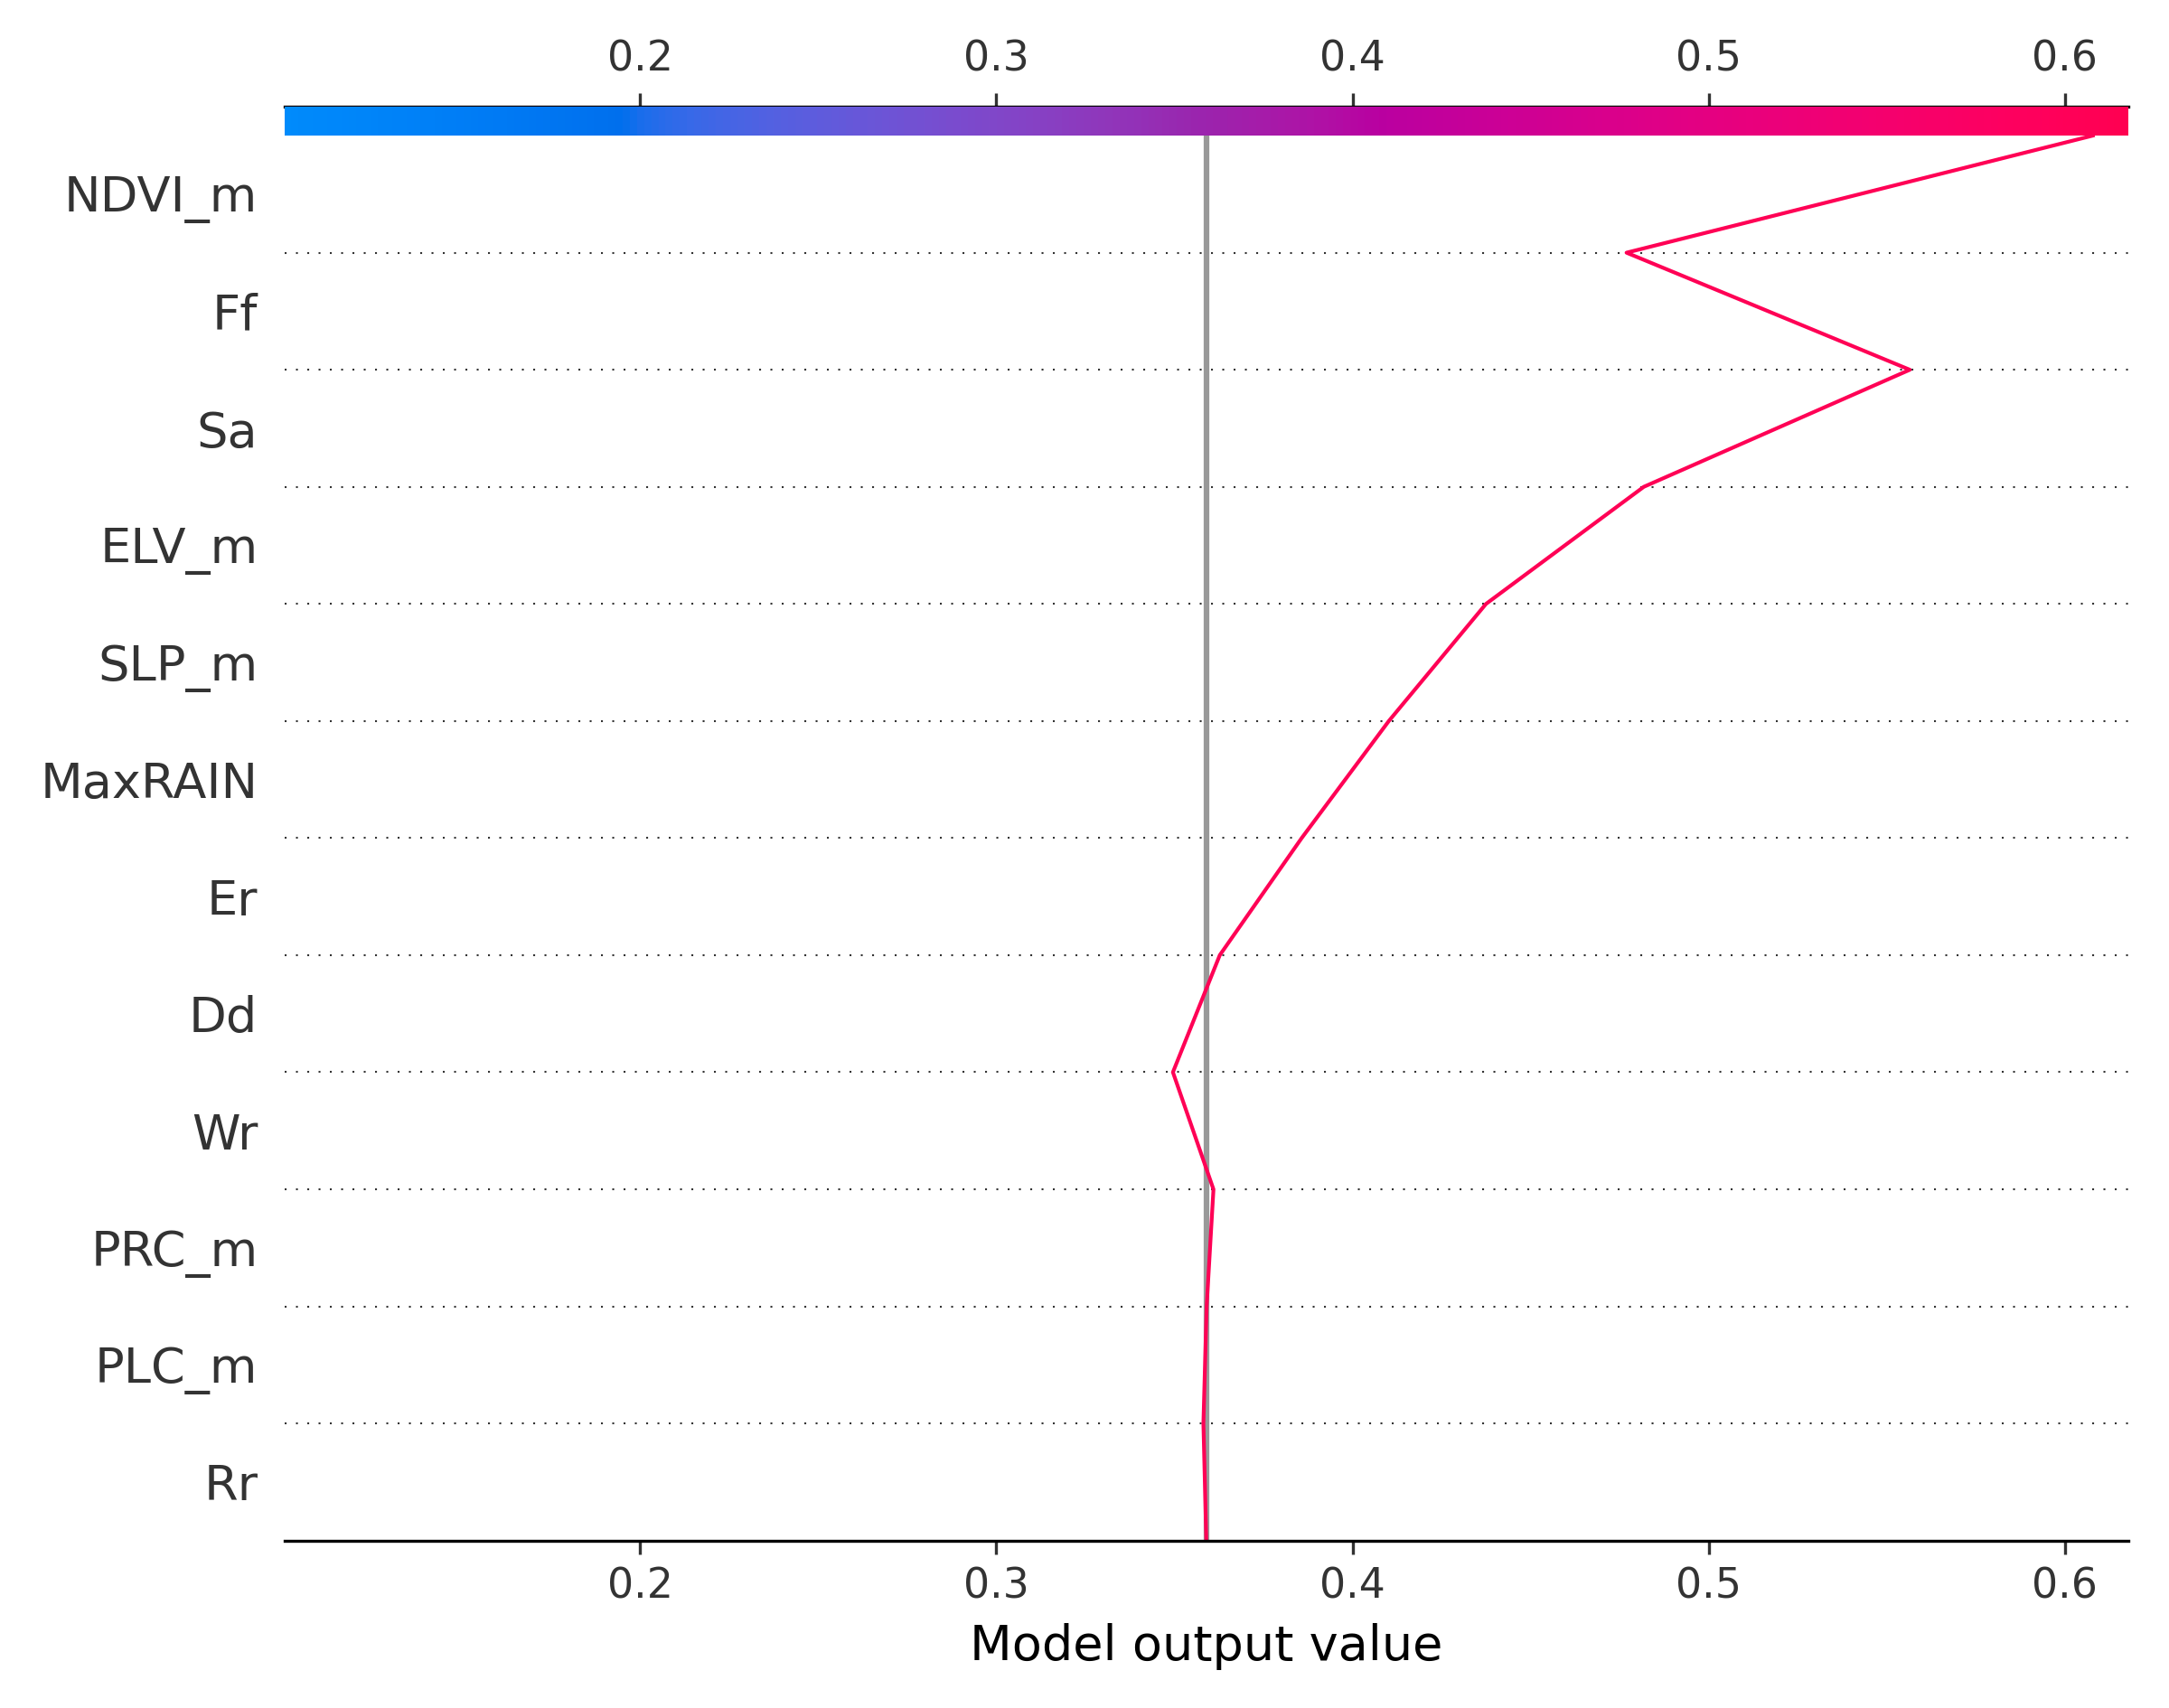 0.2 0.3 0.4 0.5 0.6
NDVI_m
Ff
Sa
ELV_m
SLP_m
MaxRAIN
Er
Dd
Wr
PRC_m
PLC_m
Rr
0.2 0.3 0.4 0.5 0.6
Model output value